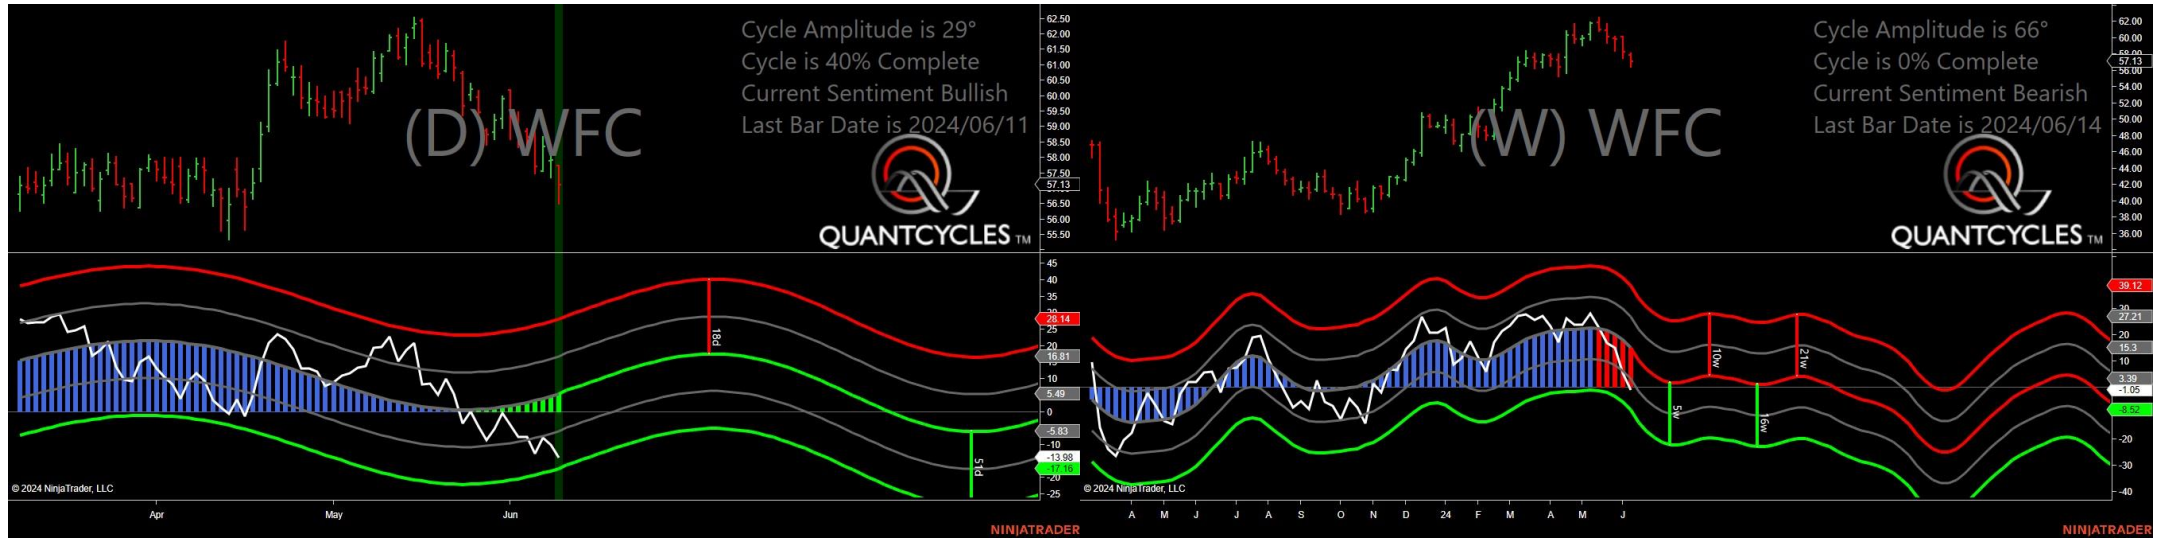 Cycle Amplitude is 29°
Cycle is 40% Complete
Current Sentiment Bullish
Last Bar Date is 2024/06/11
(D) WFC
QUANTCYCLES TM
62.50
62.00
61.50
61.00
60.50
60.00
59.50
59.00
58.50
58.00
57.50
57.13
56.50
56.00
55.50
45
40
35
30
28.14
25
20
16.81
15
10
5.49
0
-5.83
-10
-13.98
-17.16
-20
-25
18d
51d
© 2024 NinjaTrader, LLC
Apr
May
Jun
NINJATRADER
Cycle Amplitude is 66°
Cycle is 0% Complete
Current Sentiment Bearish
Last Bar Date is 2024/06/14
(W) WFC
QUANTCYCLES TM
62.00
60.00
58.00
57.13
56.00
54.00
52.00
50.00
48.00
46.00
44.00
42.00
40.00
38.00
36.00
39.12
30
27.21
20
15.3
10
3.39
-1.05
-8.52
-20
-30
-40
10w
21w
5w
16w
© 2024 NinjaTrader, LLC
A M J J A S O N D 24 F M A M J
NINJATRADER